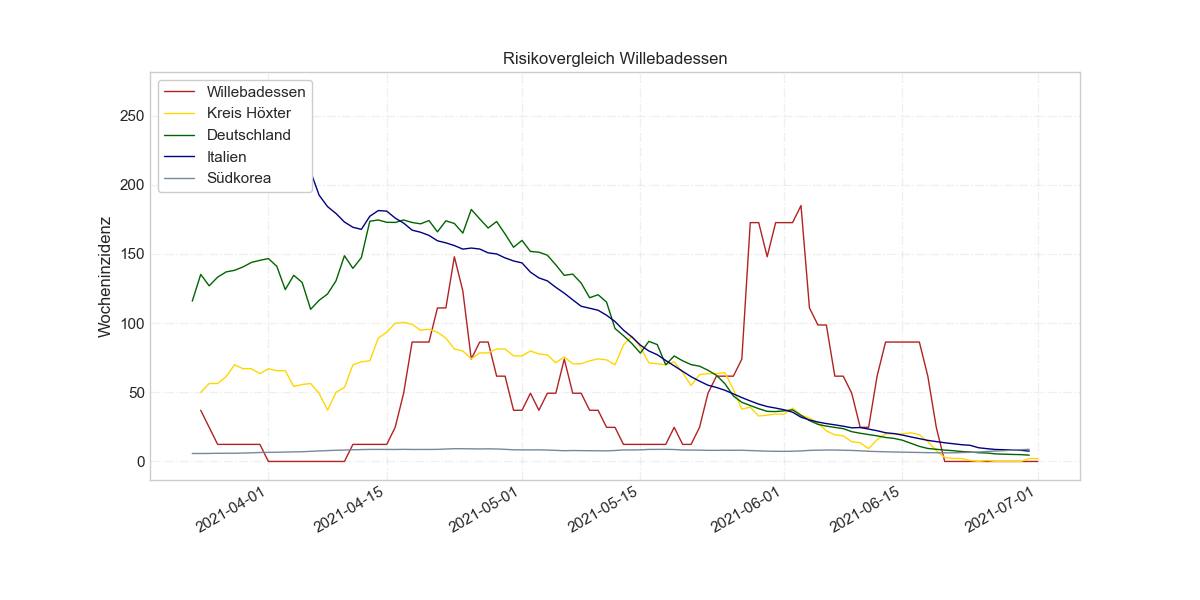 Risikovergleich Willebadessen
Willebadessen
Kreis Höxter
Deutschland
Italien
Südkorea
Wocheninzidenz
250
200
150
100
50
0
2021-04-01
2021-04-15
2021-05-01
2021-05-15
2021-06-01
2021-06-15
2021-07-01